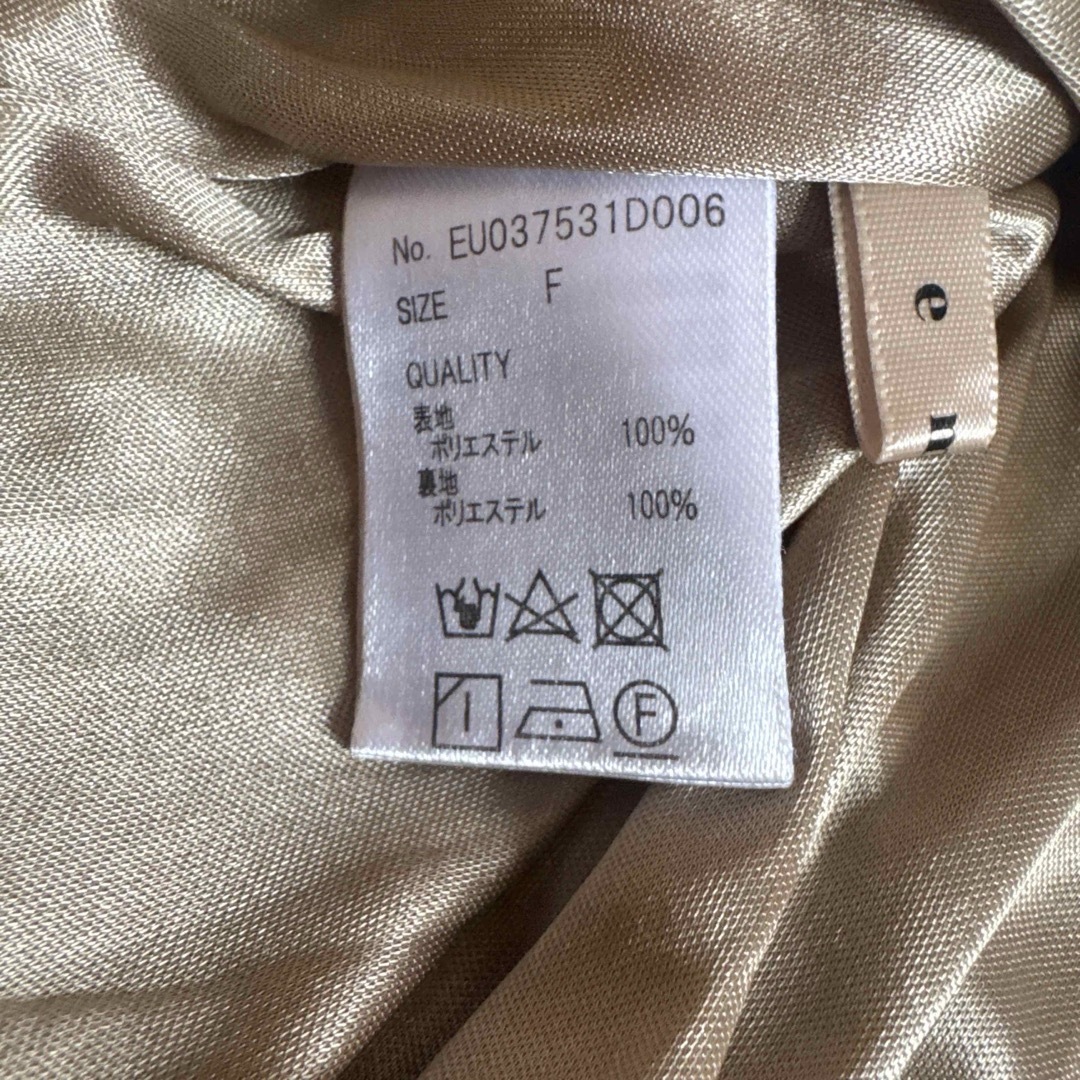 No. EU037531D006
SIZE F
QUALITY
表地
ポリエステル 100%
裏地
ポリエステル 100%
F
e n